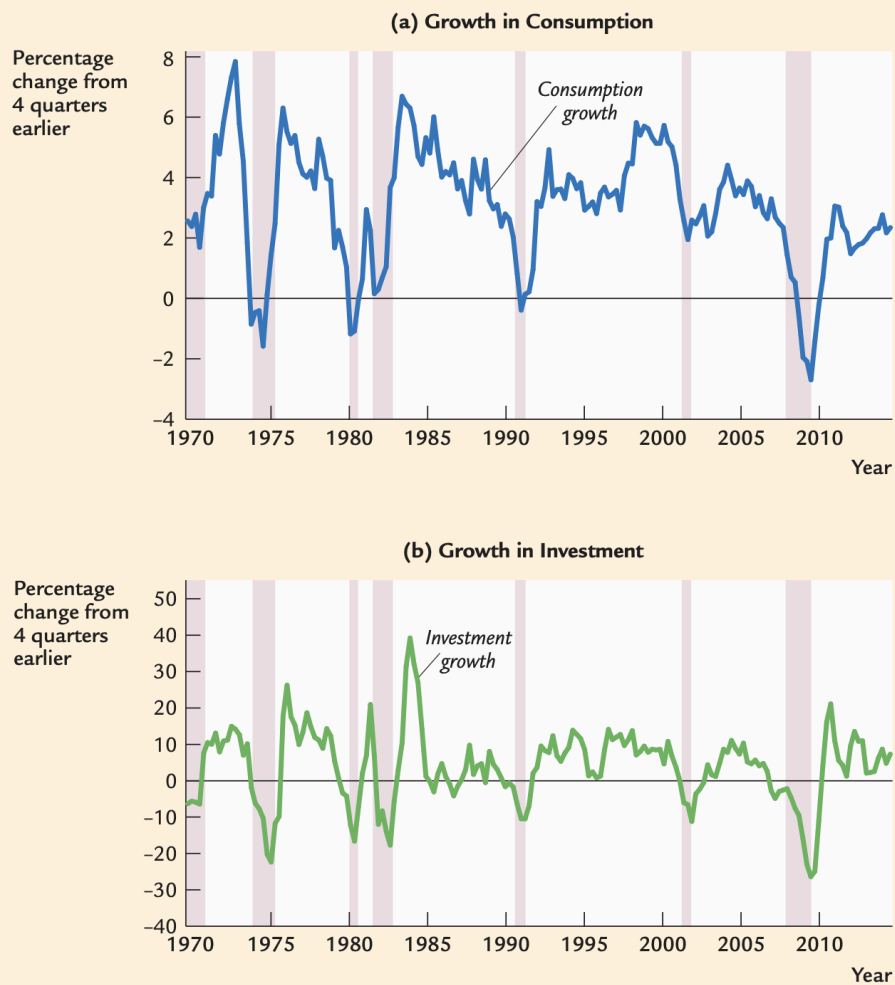 (a) Growth in Consumption
Percentage
change from
4 quarters
earlier
8
6
4
2
0
–2
–4
Consumption
growth
1970 1975 1980 1985 1990 1995 2000 2005 2010
Year
(b) Growth in Investment
Percentage
change from
4 quarters
earlier
50
40
30
20
10
0
–10
–20
–30
–40
Investment
growth
1970 1975 1980 1985 1990 1995 2000 2005 2010
Year